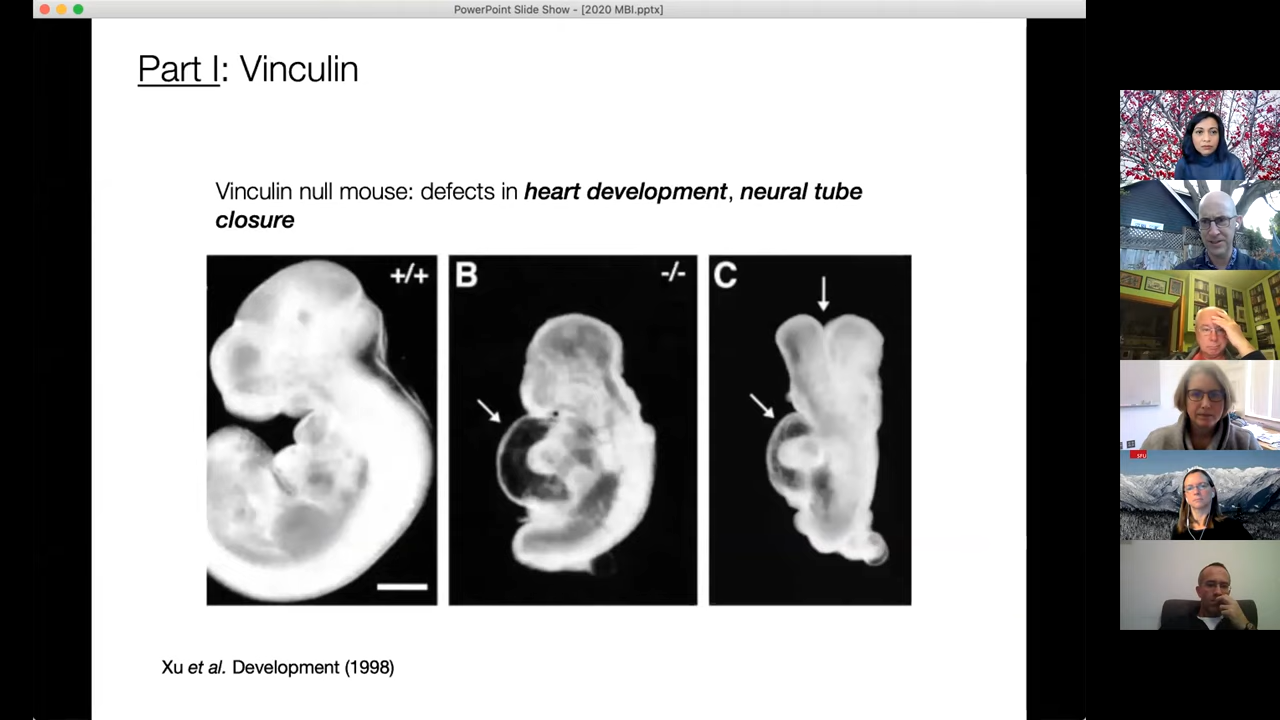 PowerPoint Slide Show - [2020 MBI.pptx]
Part I: Vinculin
Vinculin null mouse: defects in heart development, neural tube
closure
+/+
B
-/-
C
Xu et al. Development (1998)
SFU